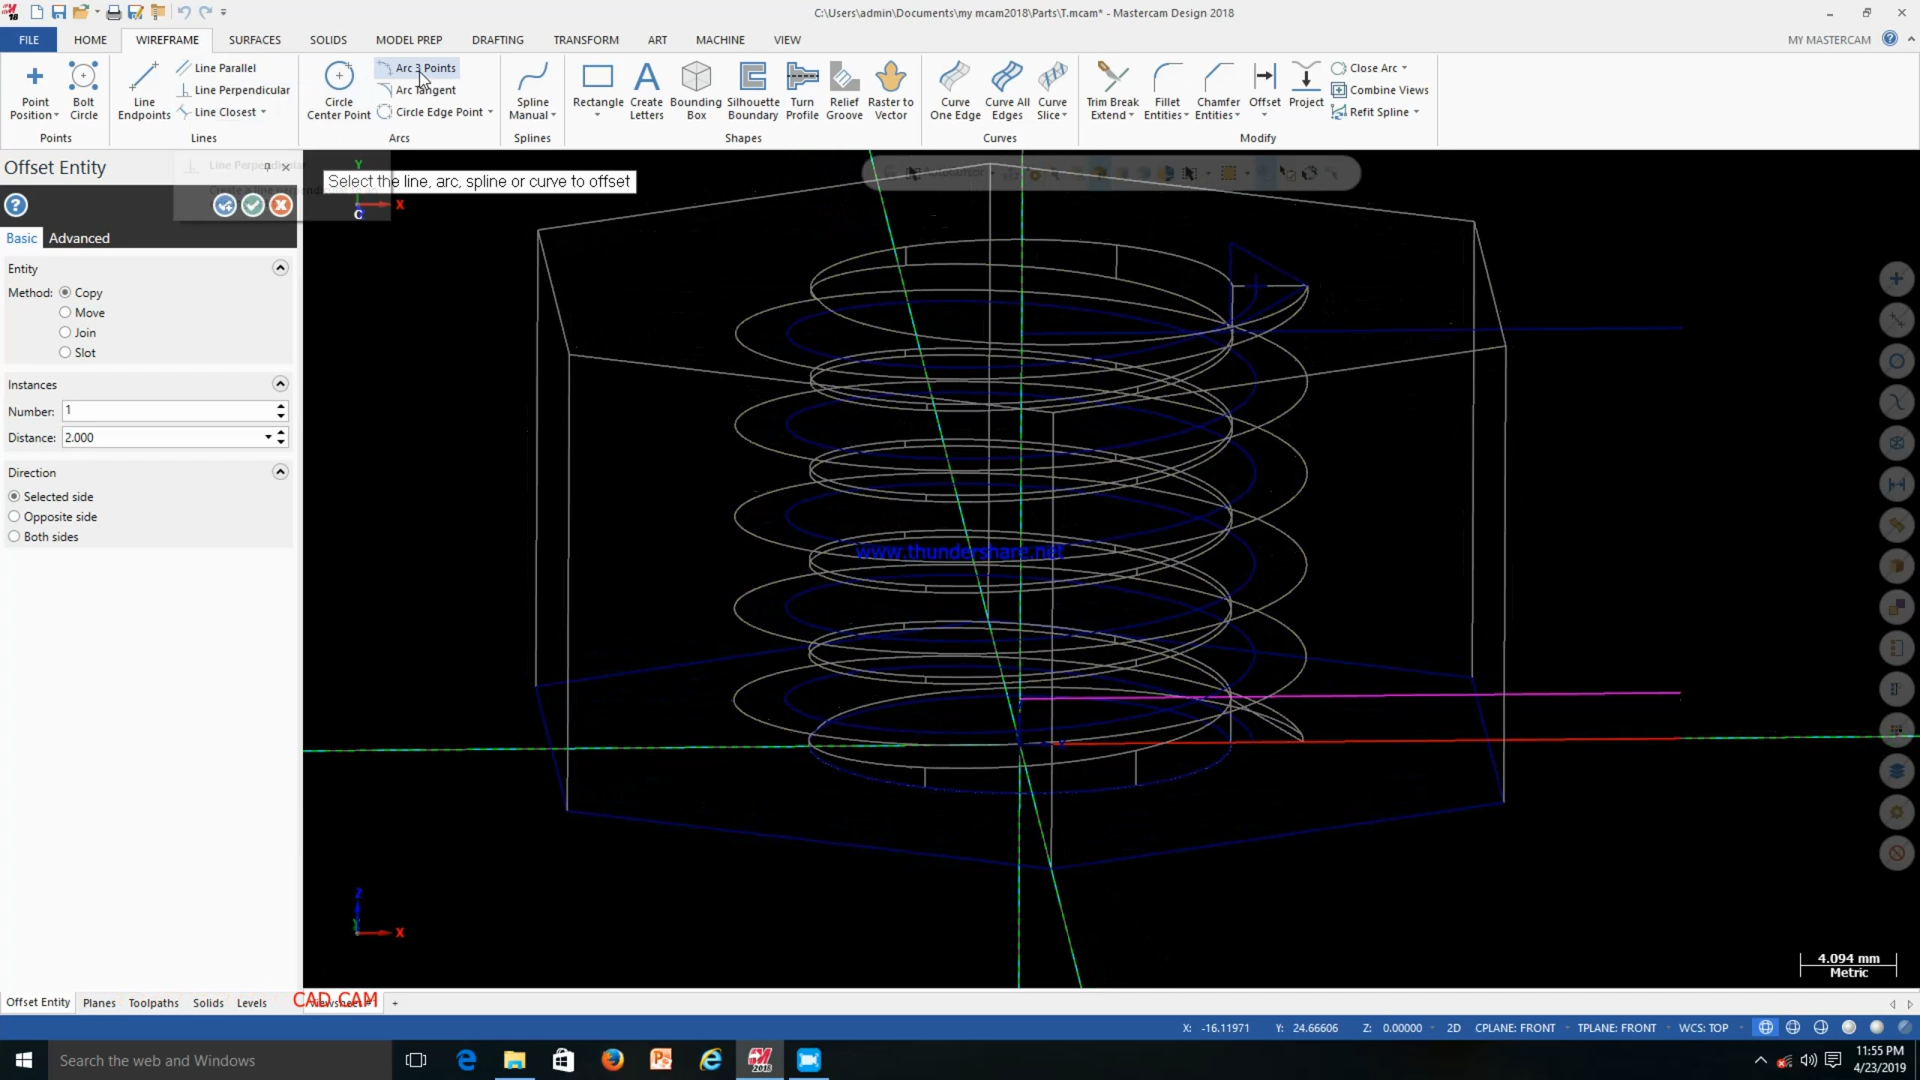 C:\Users\admin\Documents\my mcam2018\Parts\T.mcam* - Mastercam Design 2018
FILE HOME WIREFRAME SURFACES SOLIDS MODEL PREP DRAFTING TRANSFORM ART MACHINE VIEW MY MASTERCAM
Point Position
Bolt Circle
Points
Line Endpoints
Line Parallel
Line Perpendicular
Line Closest
Lines
Circle Center Point
Arc 3 Points
Arc Tangent
Circle Edge Point
Arcs
Spline Manual
Splines
Rectangle
Create Letters
Bounding Box
Silhouette Boundary
Turn Profile
Relief Groove
Raster to Vector
Shapes
Curve One Edge
Curve All Edges
Curve Slice
Curves
Trim Break Extend
Fillet Entities
Chamfer Entities
Offset
Project
Close Arc
Combine Views
Refit Spline
Modify
Offset Entity
Basic Advanced
Entity
Method: Copy
Move
Join
Slot
Instances
Number: 1
Distance: 2.000
Direction
Selected side
Opposite side
Both sides
Select the line, arc, spline or curve to offset
Y
X
C
www.thundershare.net
Z
X
4.094 mm
Metric
Offset Entity Planes Toolpaths Solids Levels
CAD CAM
X: -16.11971 Y: 24.66606 Z: 0.00000 2D CPLANE: FRONT TPLANE: FRONT WCS: TOP
Search the web and Windows
11:55 PM
4/23/2019